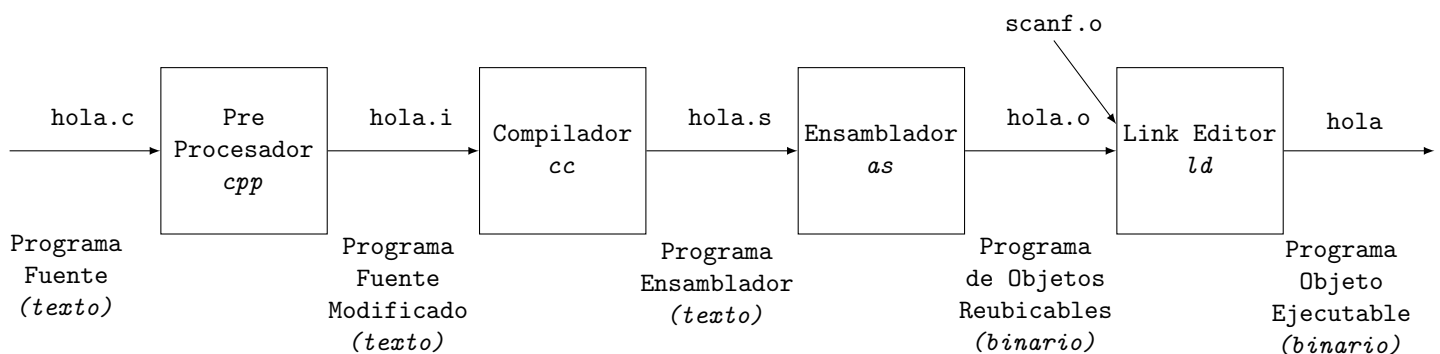 scanf.o
hola.c
Pre
Procesador
cpp
hola.i
Compilador
cc
hola.s
Ensamblador
as
hola.o
Link Editor
ld
hola
Programa
Fuente
(texto)
Programa
Fuente
Modificado
(texto)
Programa
Ensamblador
(texto)
Programa
de Objetos
Reubicables
(binario)
Programa
Objeto
Ejecutable
(binario)